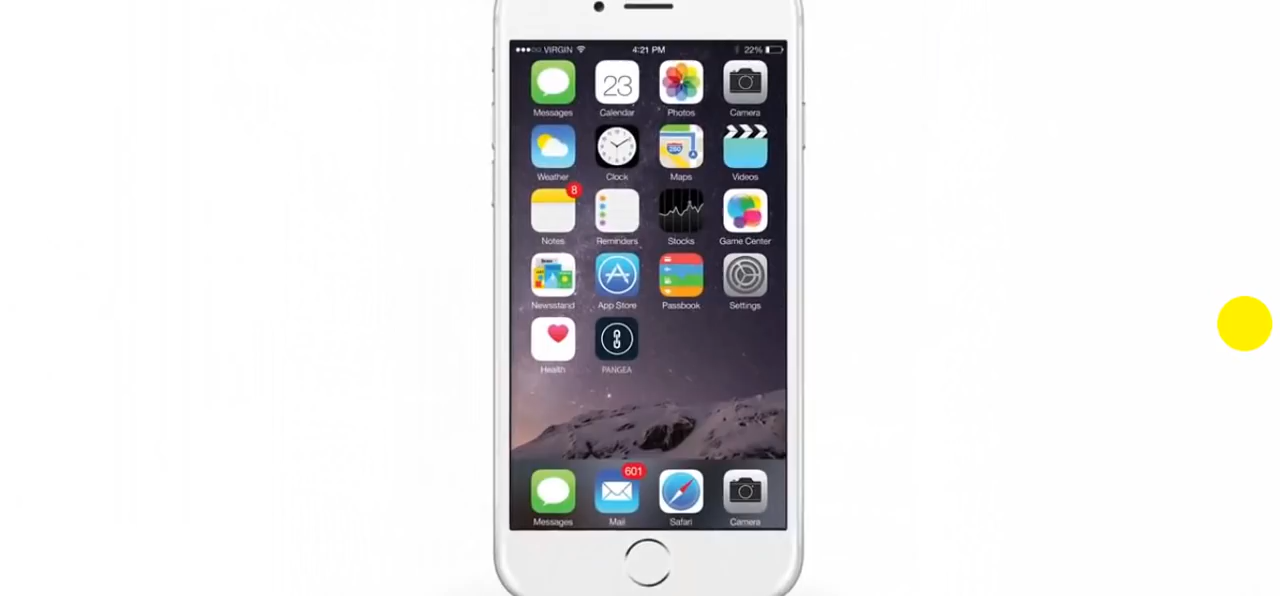 VIRGIN 4:21 PM 22%
23
Messages Calendar Photos Camera
280
Weather Clock Maps Videos
8
Notes Reminders Stocks Game Center
Newsstand App Store Passbook Settings
Health PANGEA
601
Messages Mail Safari Camera